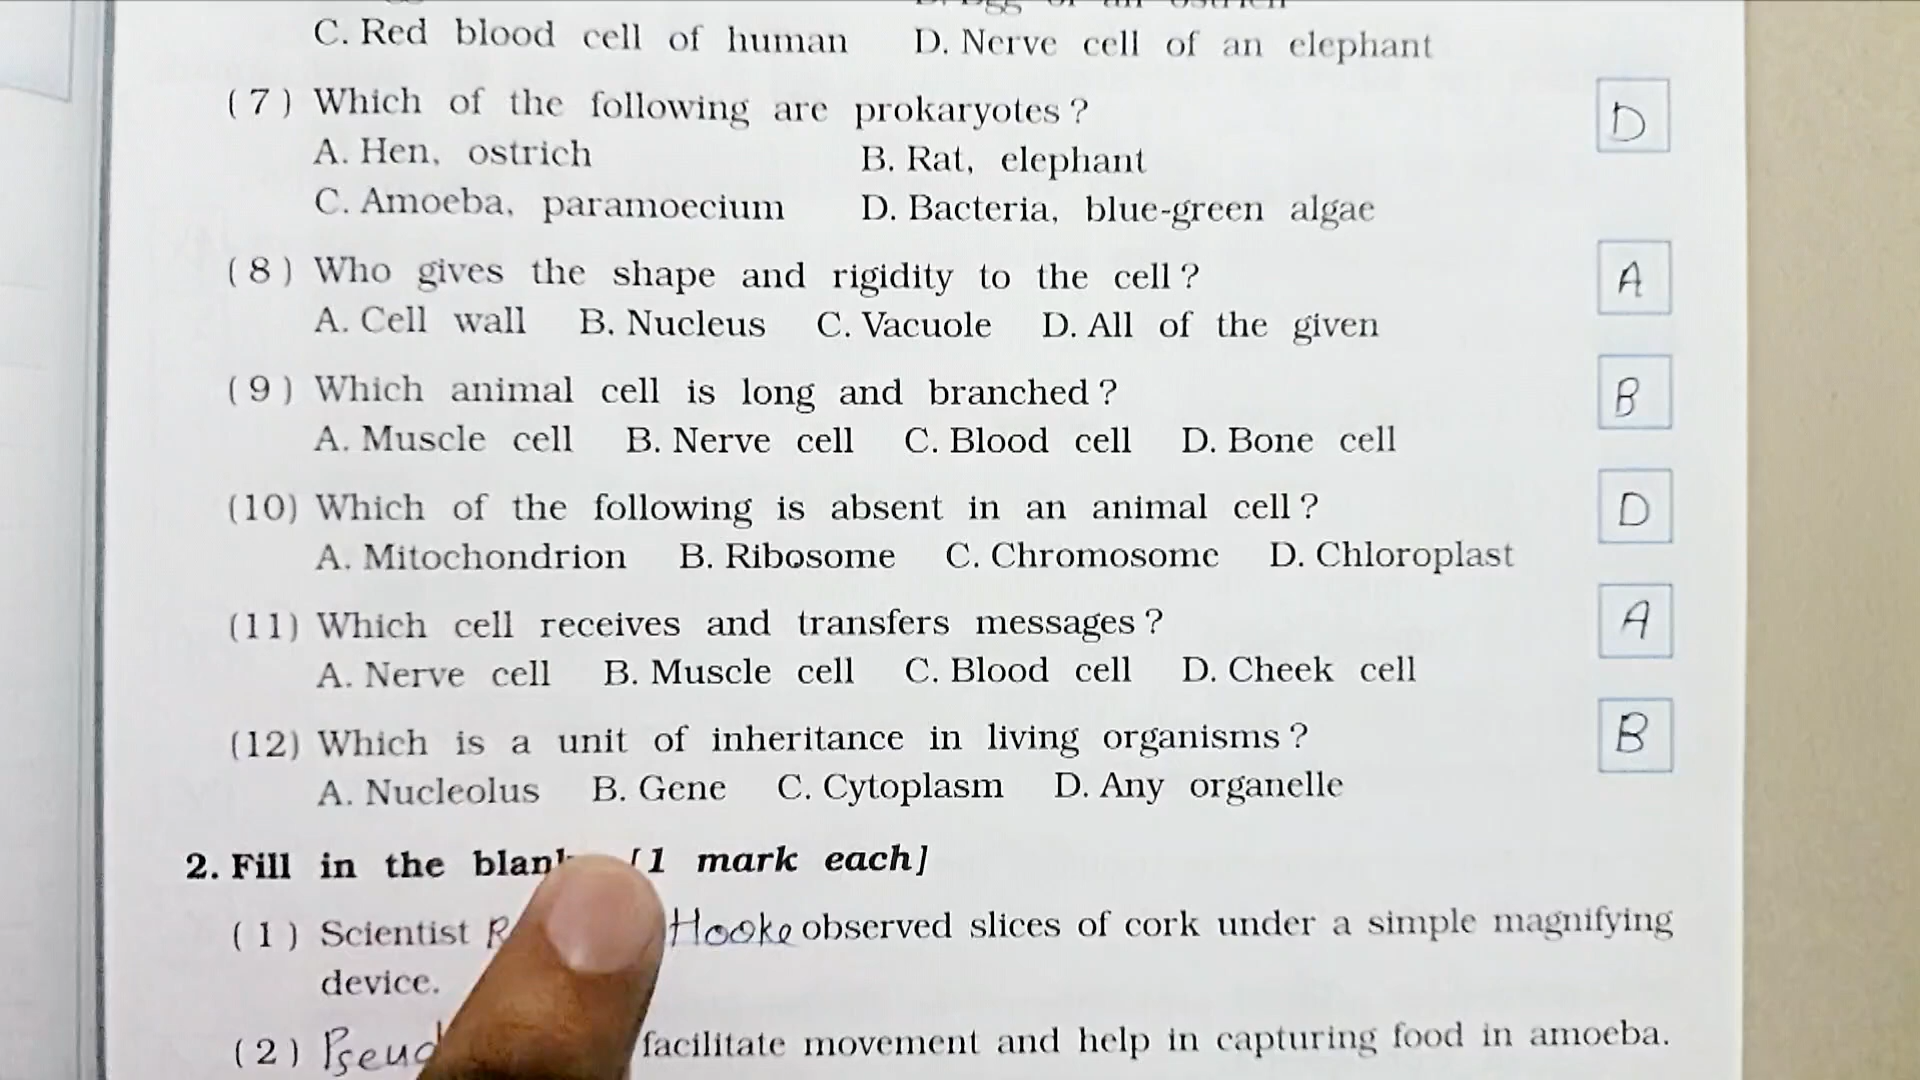 C. Red blood cell of human D. Nerve cell of an elephant
(7) Which of the following are prokaryotes? D
A. Hen, ostrich B. Rat, elephant
C. Amoeba, paramoecium D. Bacteria, blue-green algae
(8) Who gives the shape and rigidity to the cell? A
A. Cell wall B. Nucleus C. Vacuole D. All of the given
(9) Which animal cell is long and branched? B
A. Muscle cell B. Nerve cell C. Blood cell D. Bone cell
(10) Which of the following is absent in an animal cell? D
A. Mitochondrion B. Ribosome C. Chromosome D. Chloroplast
(11) Which cell receives and transfers messages? A
A. Nerve cell B. Muscle cell C. Blood cell D. Cheek cell
(12) Which is a unit of inheritance in living organisms? B
A. Nucleolus B. Gene C. Cytoplasm D. Any organelle
2. Fill in the [1 mark each]
(1) Scientist Hooke observed slices of cork under a simple magnifying
device.
(2) facilitate movement and help in capturing food in amoeba.